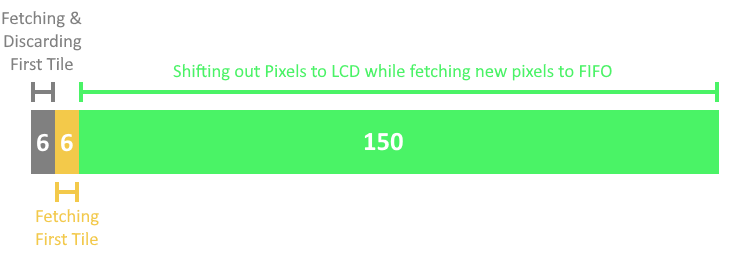 Fetching &
Discarding
First Tile
Shifting out Pixels to LCD while fetching new pixels to FIFO
6
6
150
Fetching
First Tile